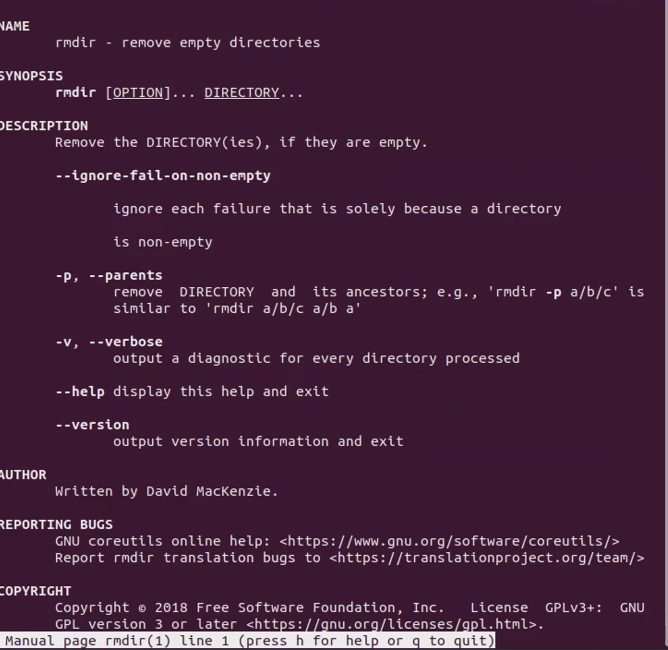 NAME
rmdir - remove empty directories
SYNOPSIS
rmdir [OPTION]... DIRECTORY...
DESCRIPTION
Remove the DIRECTORY(ies), if they are empty.
--ignore-fail-on-non-empty
ignore each failure that is solely because a directory
is non-empty
-p, --parents
remove  DIRECTORY  and  its ancestors; e.g., 'rmdir -p a/b/c' is
similar to 'rmdir a/b/c a/b a'
-v, --verbose
output a diagnostic for every directory processed
--help display this help and exit
--version
output version information and exit
AUTHOR
Written by David MacKenzie.
REPORTING BUGS
GNU coreutils online help: <https://www.gnu.org/software/coreutils/>
Report rmdir translation bugs to <https://translationproject.org/team/>
COPYRIGHT
Copyright © 2018 Free Software Foundation, Inc.   License  GPLv3+:  GNU
GPL version 3 or later <https://gnu.org/licenses/gpl.html>.
Manual page rmdir(1) line 1 (press h for help or q to quit)